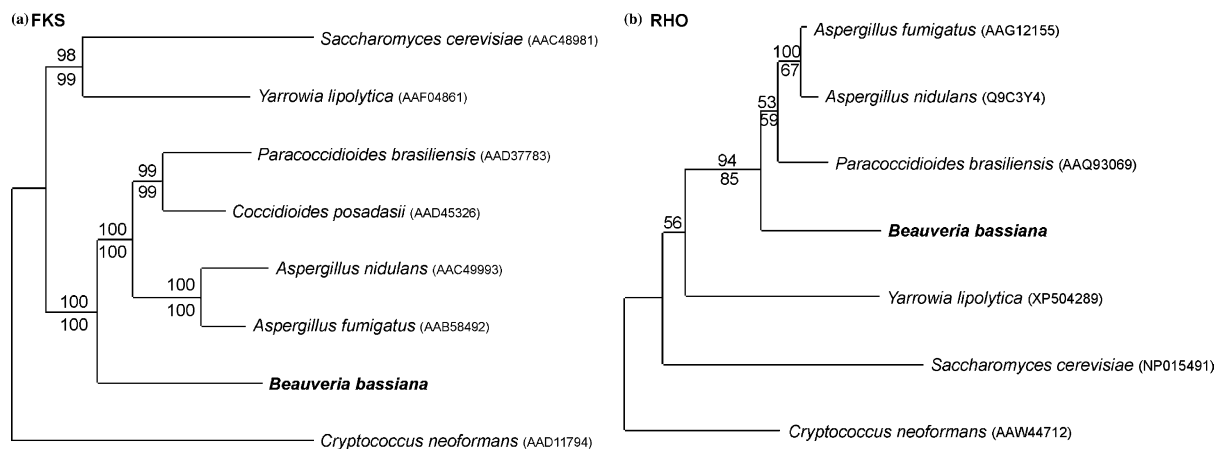 (a) FKS
Saccharomyces cerevisiae (AAC48981)
98
99
Yarrowia lipolytica (AAF04861)
Paracoccidioides brasiliensis (AAD37783)
99
99
Coccidioides posadasii (AAD45326)
100
100
Aspergillus nidulans (AAC49993)
100
100
Aspergillus fumigatus (AAB58492)
100
100
Beauveria bassiana
Cryptococcus neoformans (AAD11794)
(b) RHO
Aspergillus fumigatus (AAG12155)
100
67
Aspergillus nidulans (Q9C3Y4)
53
59
Paracoccidioides brasiliensis (AAQ93069)
94
85
Beauveria bassiana
56
Yarrowia lipolytica (XP504289)
Saccharomyces cerevisiae (NP015491)
Cryptococcus neoformans (AAW44712)